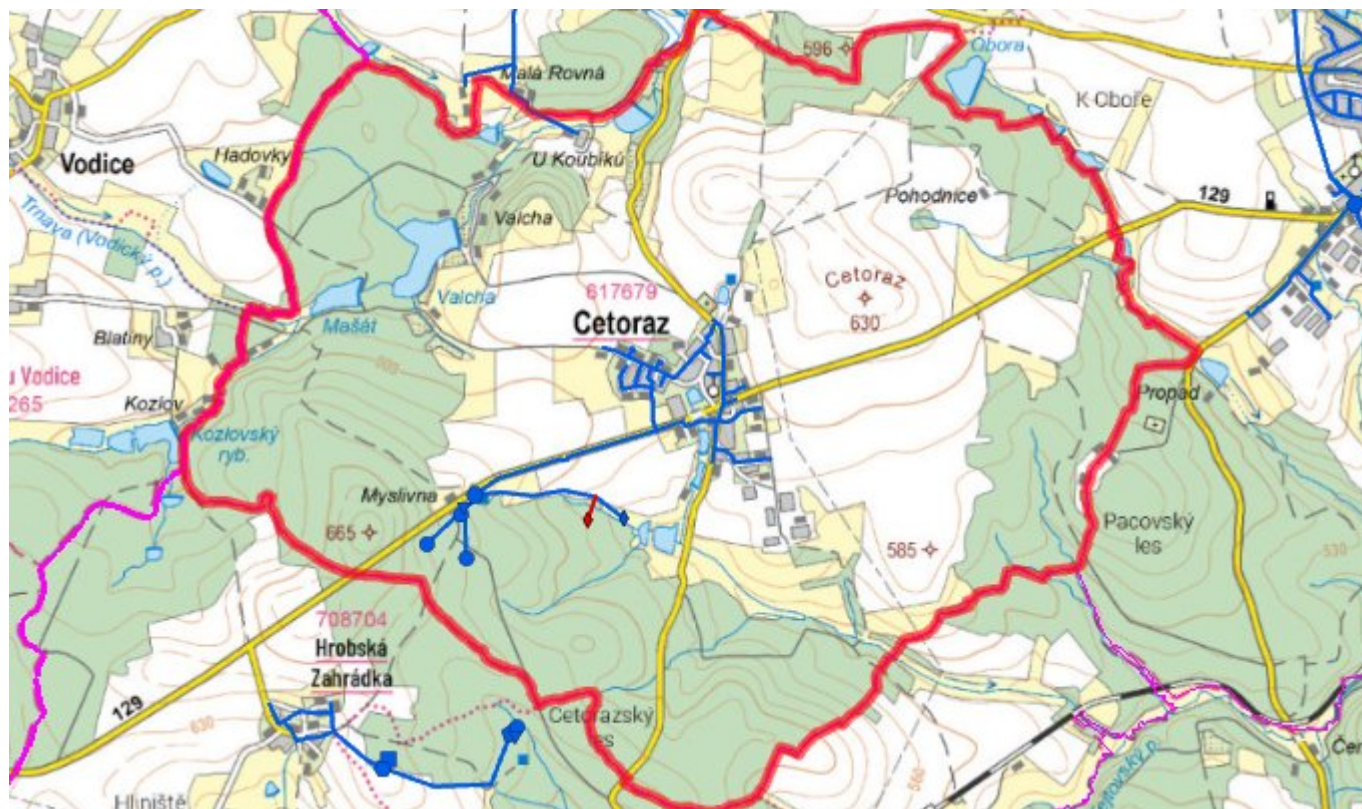 596
Obora
Malá Rovná
K Oboře
Vodice
Hadovky
U Koubíků
Pohodnice
129
Valcha
Trnava (Vodický p.)
Cetoraz
630
617679
Cetoraz
Valcha
Mašát
Blatiny
u Vodice
265
Kozlov
Kozlovský
ryb.
Propad
Myslivna
665
585
Pacovský
les
530
708704
Hrobská
Zahrádka
129
630
Cetorazský
les
560
Hliniště